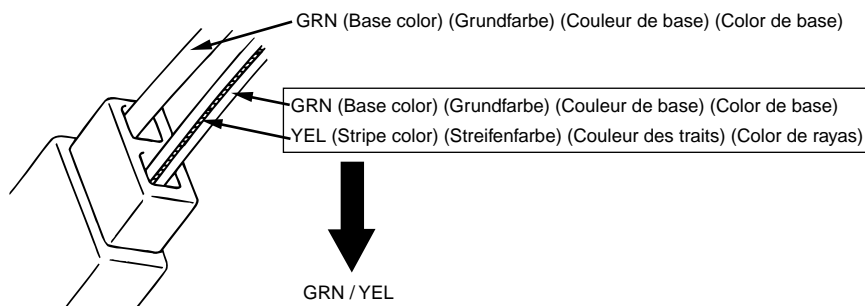 GRN (Base color) (Grundfarbe) (Couleur de base) (Color de base)
GRN (Base color) (Grundfarbe) (Couleur de base) (Color de base)
YEL (Stripe color) (Streifenfarbe) (Couleur des traits) (Color de rayas)
GRN / YEL